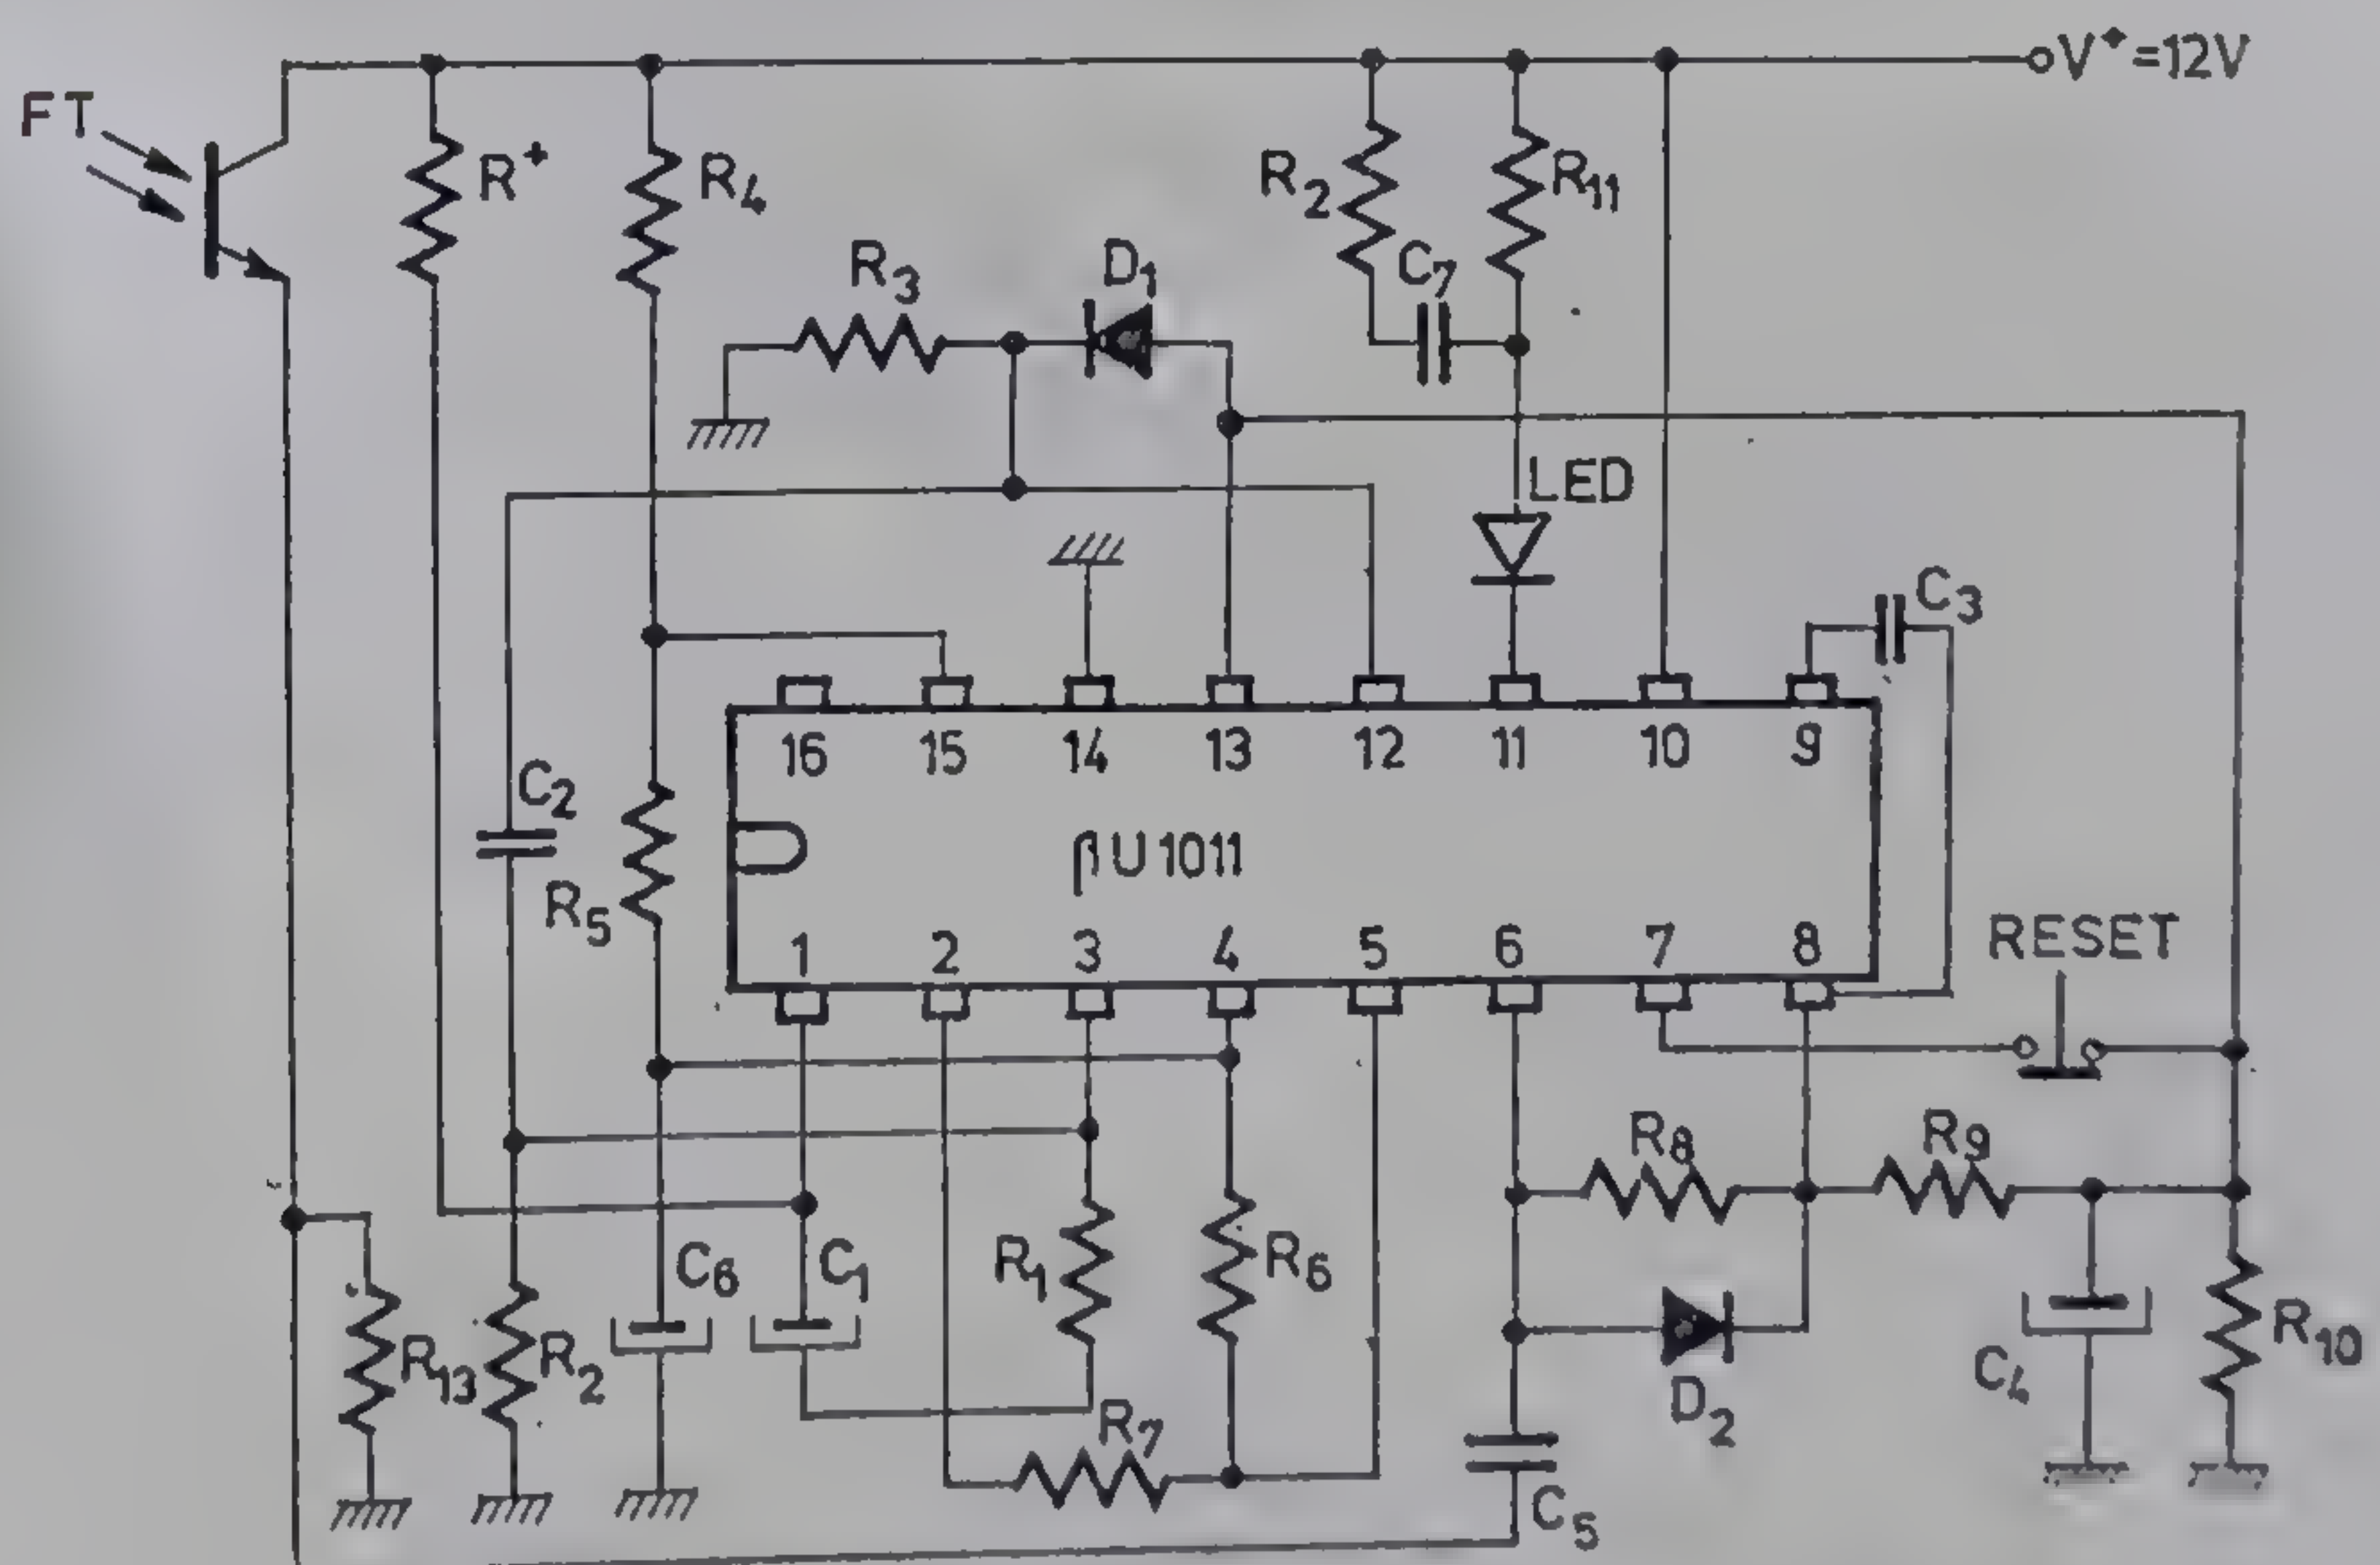 V+=12V
FT
R+
R4
R2
R11
R3
D1
C7
LED
C3
16 15 14 13 12 11 10 9
C2
βU1011
R5
1 2 3 4 5 6 7 8
RESET
R8
R9
C6
C1
R1
R6
R13
R2
R10
C4
R7
D2
C5